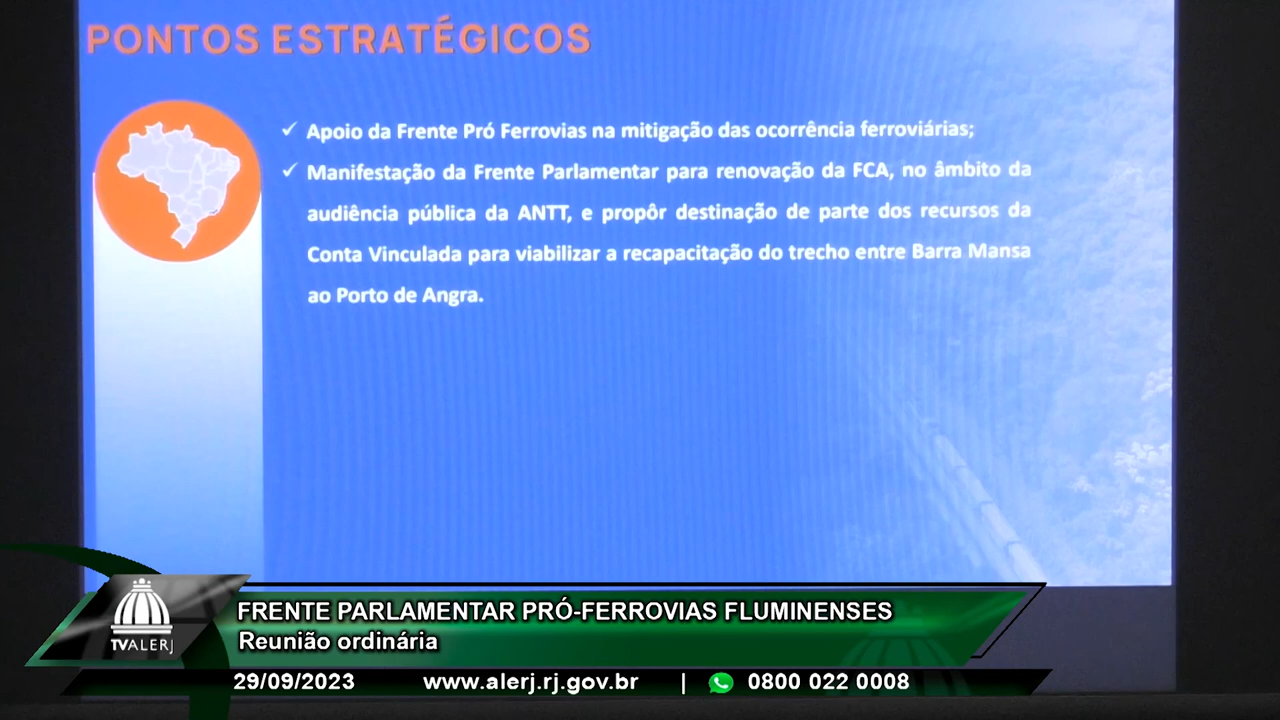 PONTOS ESTRATÉGICOS
✓ Apoio da Frente Pró Ferrovias na mitigação das ocorrência ferroviárias;
✓ Manifestação da Frente Parlamentar para renovação da FCA, no âmbito da
audiência pública da ANTT, e propôr destinação de parte dos recursos da
Conta Vinculada para viabilizar a recapacitação do trecho entre Barra Mansa
ao Porto de Angra.
FRENTE PARLAMENTAR PRÓ-FERROVIAS FLUMINENSES
Reunião ordinária
TVALERJ
29/09/2023 www.alerj.rj.gov.br | 0800 022 0008